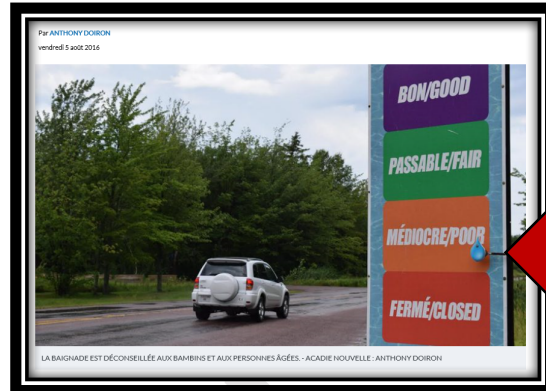 Par ANTHONY DOIRON
vendredi 5 août 2016
BON/GOOD
PASSABLE/FAIR
MÉDIOCRE/POOR
FERMÉ/CLOSED
LA BAIGNADE EST DÉCONSEILLÉE AUX BAMBINS ET AUX PERSONNES ÂGÉES. - ACADIE NOUVELLE : ANTHONY DOIRON